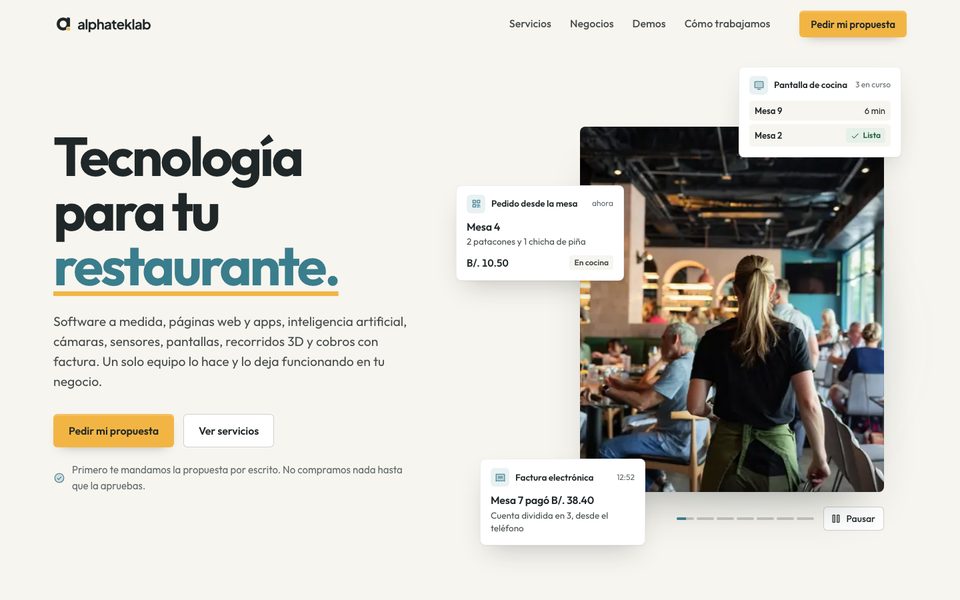 alphateklab
Servicios
Negocios
Demos
Cómo trabajamos
Pedir mi propuesta
Tecnología
para tu
restaurante.
Software a medida, páginas web y apps, inteligencia artificial,
cámaras, sensores, pantallas, recorridos 3D y cobros con
factura. Un solo equipo lo hace y lo deja funcionando en tu
negocio.
Pedir mi propuesta
Ver servicios
Primero te mandamos la propuesta por escrito. No compramos nada hasta
que la apruebas.
Pantalla de cocina
3 en curso
Mesa 9
6 min
Mesa 2
Lista
Pedido desde la mesa
ahora
Mesa 4
2 patacones y 1 chicha de piña
B/. 10.50
En cocina
Factura electrónica
12:52
Mesa 7 pagó B/. 38.40
Cuenta dividida en 3, desde el
teléfono
Pausar